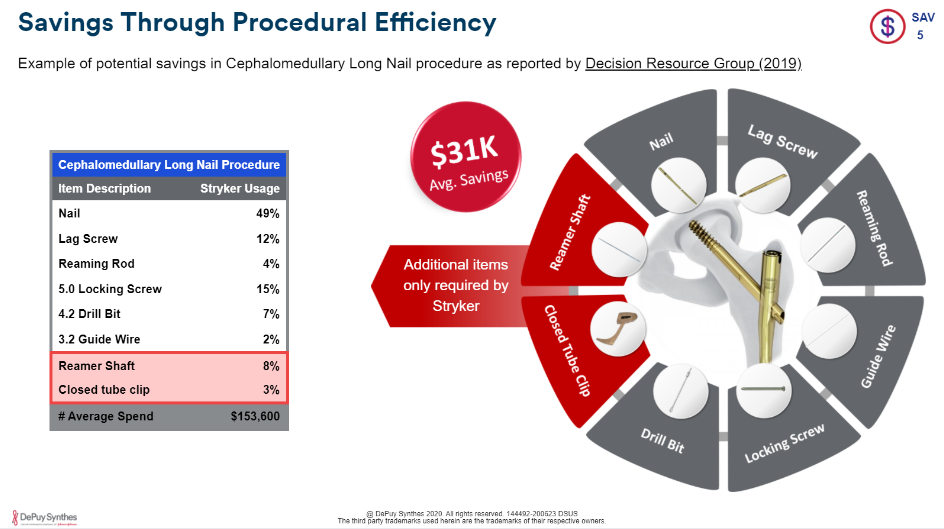 Savings Through Procedural Efficiency
SAV
5
Example of potential savings in Cephalomedullary Long Nail procedure as reported by Decision Resource Group (2019)
Cephalomedullary Long Nail Procedure
Item Description Stryker Usage
Nail 49%
Lag Screw 12%
Reaming Rod 4%
5.0 Locking Screw 15%
4.2 Drill Bit 7%
3.2 Guide Wire 2%
Reamer Shaft 8%
Closed tube clip 3%
# Average Spend $153,600
$31K
Avg. Savings
Additional items
only required by
Stryker
Nail
Lag Screw
Reaming Rod
Guide Wire
Locking Screw
Drill Bit
Closed Tube Clip
Reamer Shaft
DePuy Synthes
@ DePuy Synthes 2020. All rights reserved. 144492-200623 DSUS
The third party trademarks used herein are the trademarks of their respective owners.